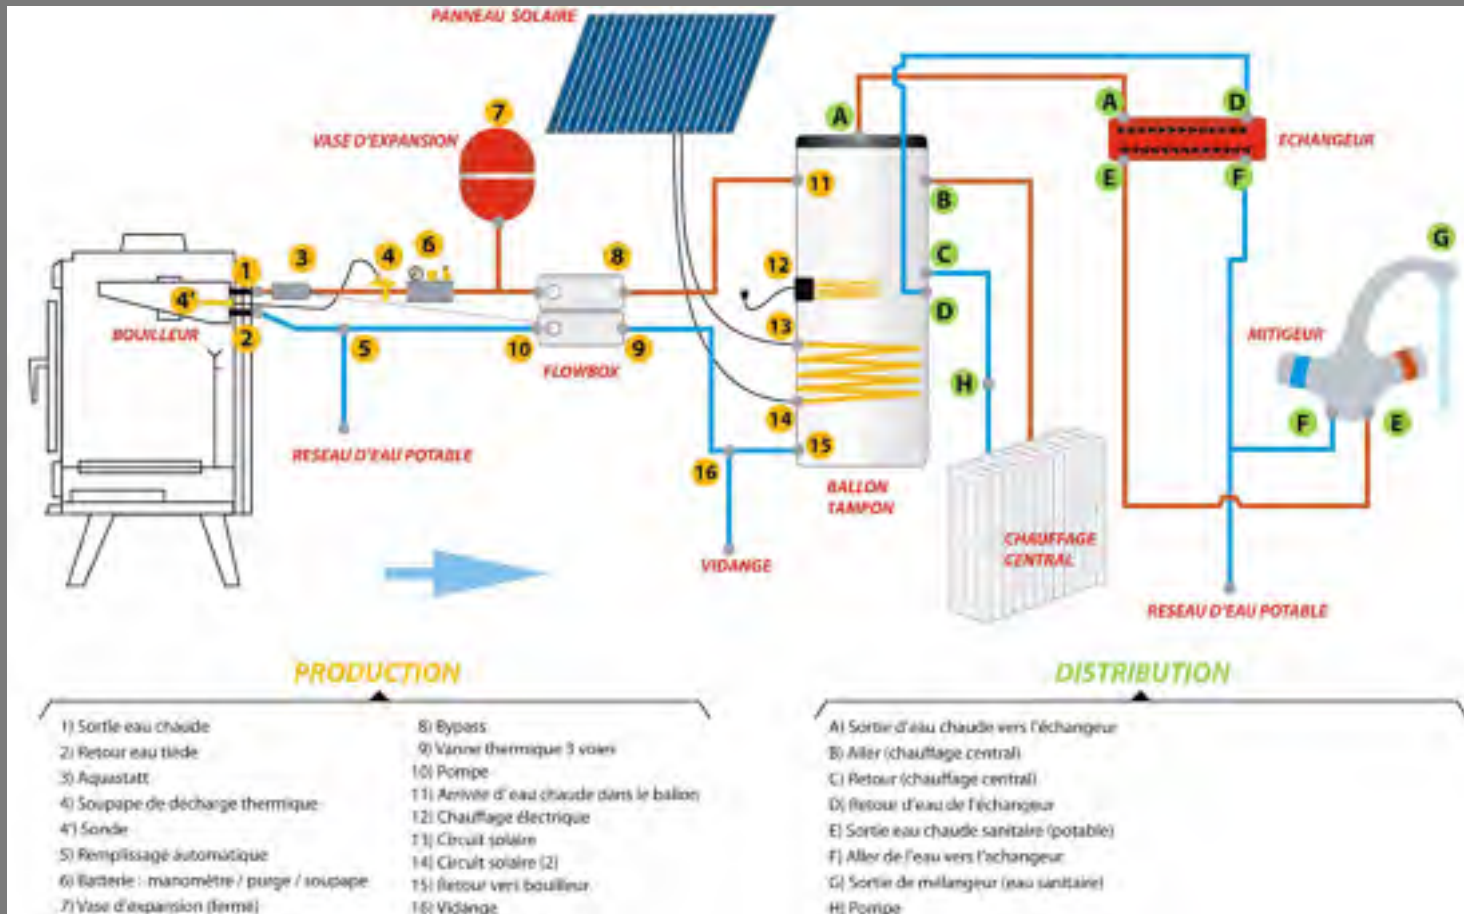 PANNEAU SOLAIRE
7
VASE D'EXPANSION
A
A
D
ECHANGEUR
11
B
E
F
1
3
4
6
8
12
C
G
4'
BOUILLEUR
2
5
10
9
13
D
MITIGEUR
FLOWBOX
H
14
F
E
RESEAU D'EAU POTABLE
16
15
BALLON
TAMPON
CHAUFFAGE
CENTRAL
VIDANGE
RESEAU D'EAU POTABLE
PRODUCTION
1) Sortie eau chaude
2) Retour eau tiède
3) Aquastatt
4) Soupape de décharge thermique
4') Sonde
5) Remplissage automatique
6) Batterie : manomètre / purge / soupape
7) Vase d'expansion (fermé)
8) Bypass
9) Vanne thermique 3 voies
10) Pompe
11) Arrivée d'eau chaude dans le ballon
12) Chauffage électrique
13) Circuit solaire
14) Circuit solaire (2)
15) Retour vers bouilleur
16) Vidange
DISTRIBUTION
A) Sortie d'eau chaude vers l'échangeur
B) Aller (chauffage central)
C) Retour (chauffage central)
D) Retour d'eau de l'échangeur
E) Sortie eau chaude sanitaire (potable)
F) Aller de l'eau vers l'achangeur
G) Sortie de mélangeur (eau sanitaire)
H) Pompe